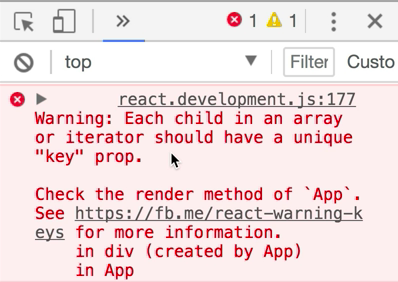 » 1 1
top Filter Custo
react.development.js:177
Warning: Each child in an array
or iterator should have a unique
"key" prop.
Check the render method of `App`.
See https://fb.me/react-warning-k
eys for more information.
in div (created by App)
in App